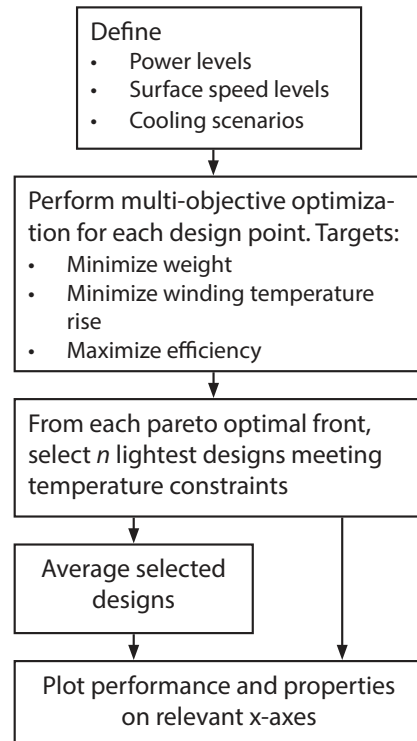 Define
• Power levels
• Surface speed levels
• Cooling scenarios
Perform multi-objective optimiza-
tion for each design point. Targets:
• Minimize weight
• Minimize winding temperature
rise
• Maximize efficiency
From each pareto optimal front,
select n lightest designs meeting
temperature constraints
Average selected
designs
Plot performance and properties
on relevant x-axes